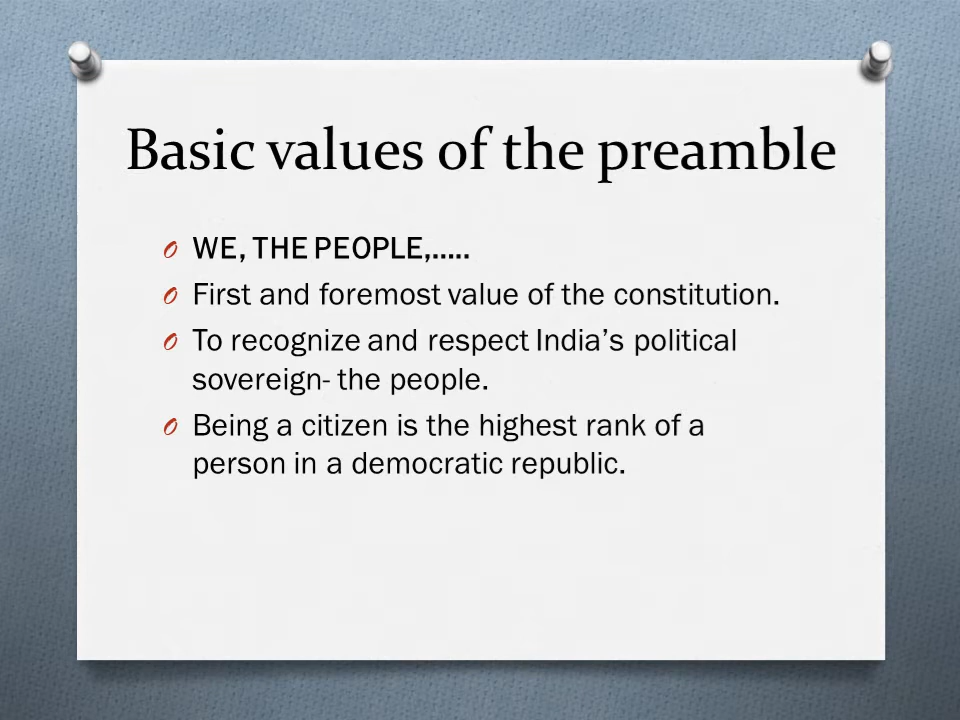 Basic values of the preamble
WE, THE PEOPLE,.....
First and foremost value of the constitution.
To recognize and respect India's political
sovereign- the people.
Being a citizen is the highest rank of a
person in a democratic republic.